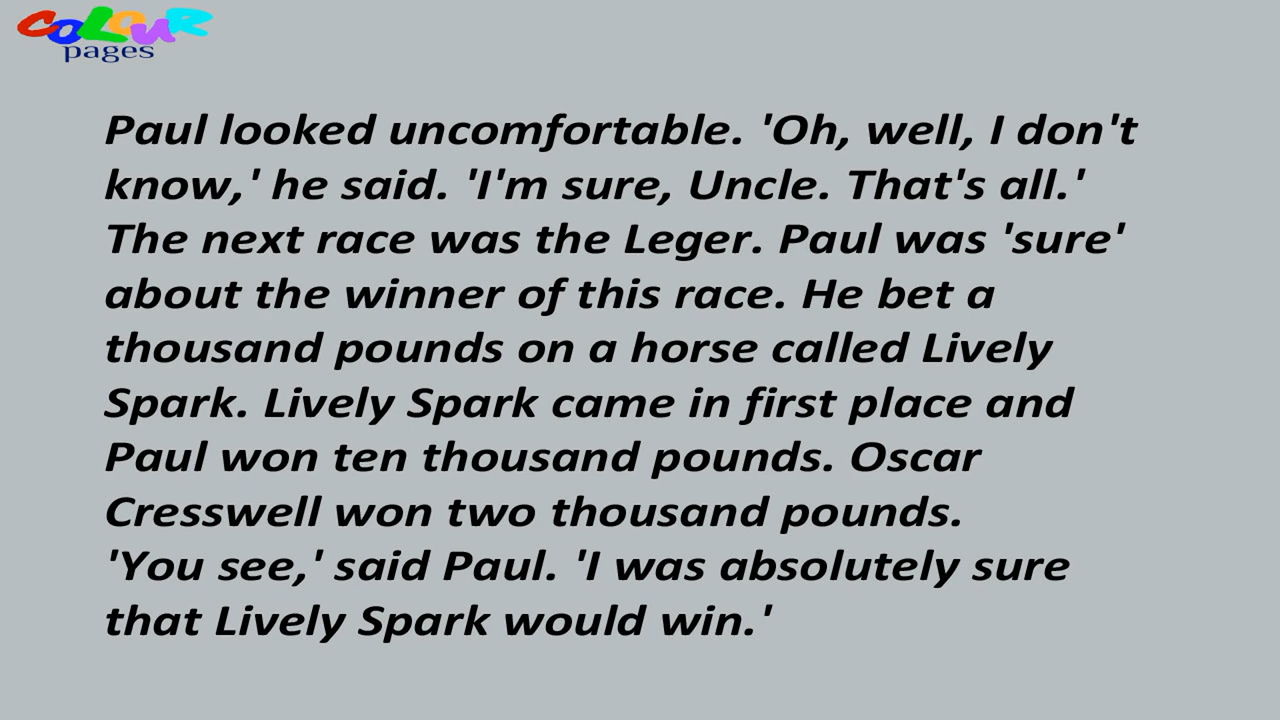 COLOUR
pages
Paul looked uncomfortable. 'Oh, well, I don't
know,' he said. 'I'm sure, Uncle. That's all.'
The next race was the Leger. Paul was 'sure'
about the winner of this race. He bet a
thousand pounds on a horse called Lively
Spark. Lively Spark came in first place and
Paul won ten thousand pounds. Oscar
Cresswell won two thousand pounds.
'You see,' said Paul. 'I was absolutely sure
that Lively Spark would win.'